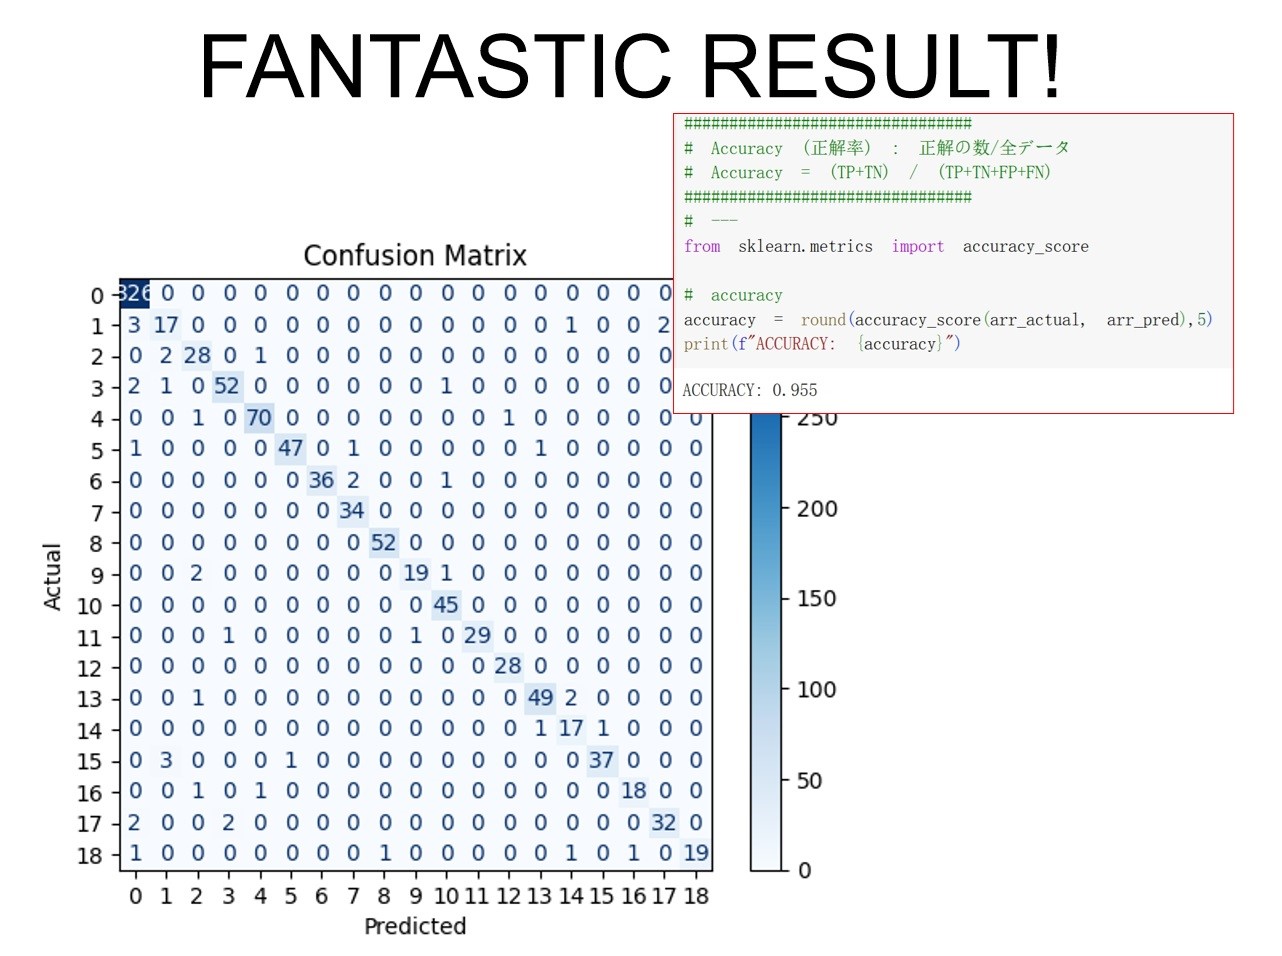 FANTASTIC RESULT!
################################
# Accuracy (正解率) : 正解の数/全データ
# Accuracy = (TP+TN) / (TP+TN+FP+FN)
################################
# ---
from sklearn.metrics import accuracy_score
# accuracy
accuracy = round(accuracy_score(arr_actual, arr_pred),5)
print(f"ACCURACY: {accuracy}")
ACCURACY: 0.955
Confusion Matrix
0 326 0 0 0 0 0 0 0 0 0 0 0 0 0 0 0 0 0
1 3 17 0 0 0 0 0 0 0 0 0 0 0 0 1 0 0 2
2 0 2 28 0 1 0 0 0 0 0 0 0 0 0 0 0 0 0
3 2 1 0 52 0 0 0 0 0 0 1 0 0 0 0 0 0 0
4 0 0 1 0 70 0 0 0 0 0 0 0 1 0 0 0 0 0 0
5 1 0 0 0 0 47 0 1 0 0 0 0 0 1 0 0 0 0 0
6 0 0 0 0 0 0 36 2 0 0 1 0 0 0 0 0 0 0 0
7 0 0 0 0 0 0 0 34 0 0 0 0 0 0 0 0 0 0 0
8 0 0 0 0 0 0 0 0 52 0 0 0 0 0 0 0 0 0 0
9 0 0 2 0 0 0 0 0 0 19 1 0 0 0 0 0 0 0 0
10 0 0 0 0 0 0 0 0 0 0 45 0 0 0 0 0 0 0 0
11 0 0 0 1 0 0 0 0 0 1 0 29 0 0 0 0 0 0 0
12 0 0 0 0 0 0 0 0 0 0 0 0 28 0 0 0 0 0 0
13 0 0 1 0 0 0 0 0 0 0 0 0 0 49 2 0 0 0 0
14 0 0 0 0 0 0 0 0 0 0 0 0 0 1 17 1 0 0 0
15 0 3 0 0 0 1 0 0 0 0 0 0 0 0 0 37 0 0 0
16 0 0 1 0 1 0 0 0 0 0 0 0 0 0 0 0 18 0 0
17 2 0 0 2 0 0 0 0 0 0 0 0 0 0 0 0 0 32 0
18 1 0 0 0 0 0 0 0 1 0 0 0 0 0 1 0 1 0 19
0 1 2 3 4 5 6 7 8 9 10 11 12 13 14 15 16 17 18
Predicted
Actual
250
200
150
100
50
0